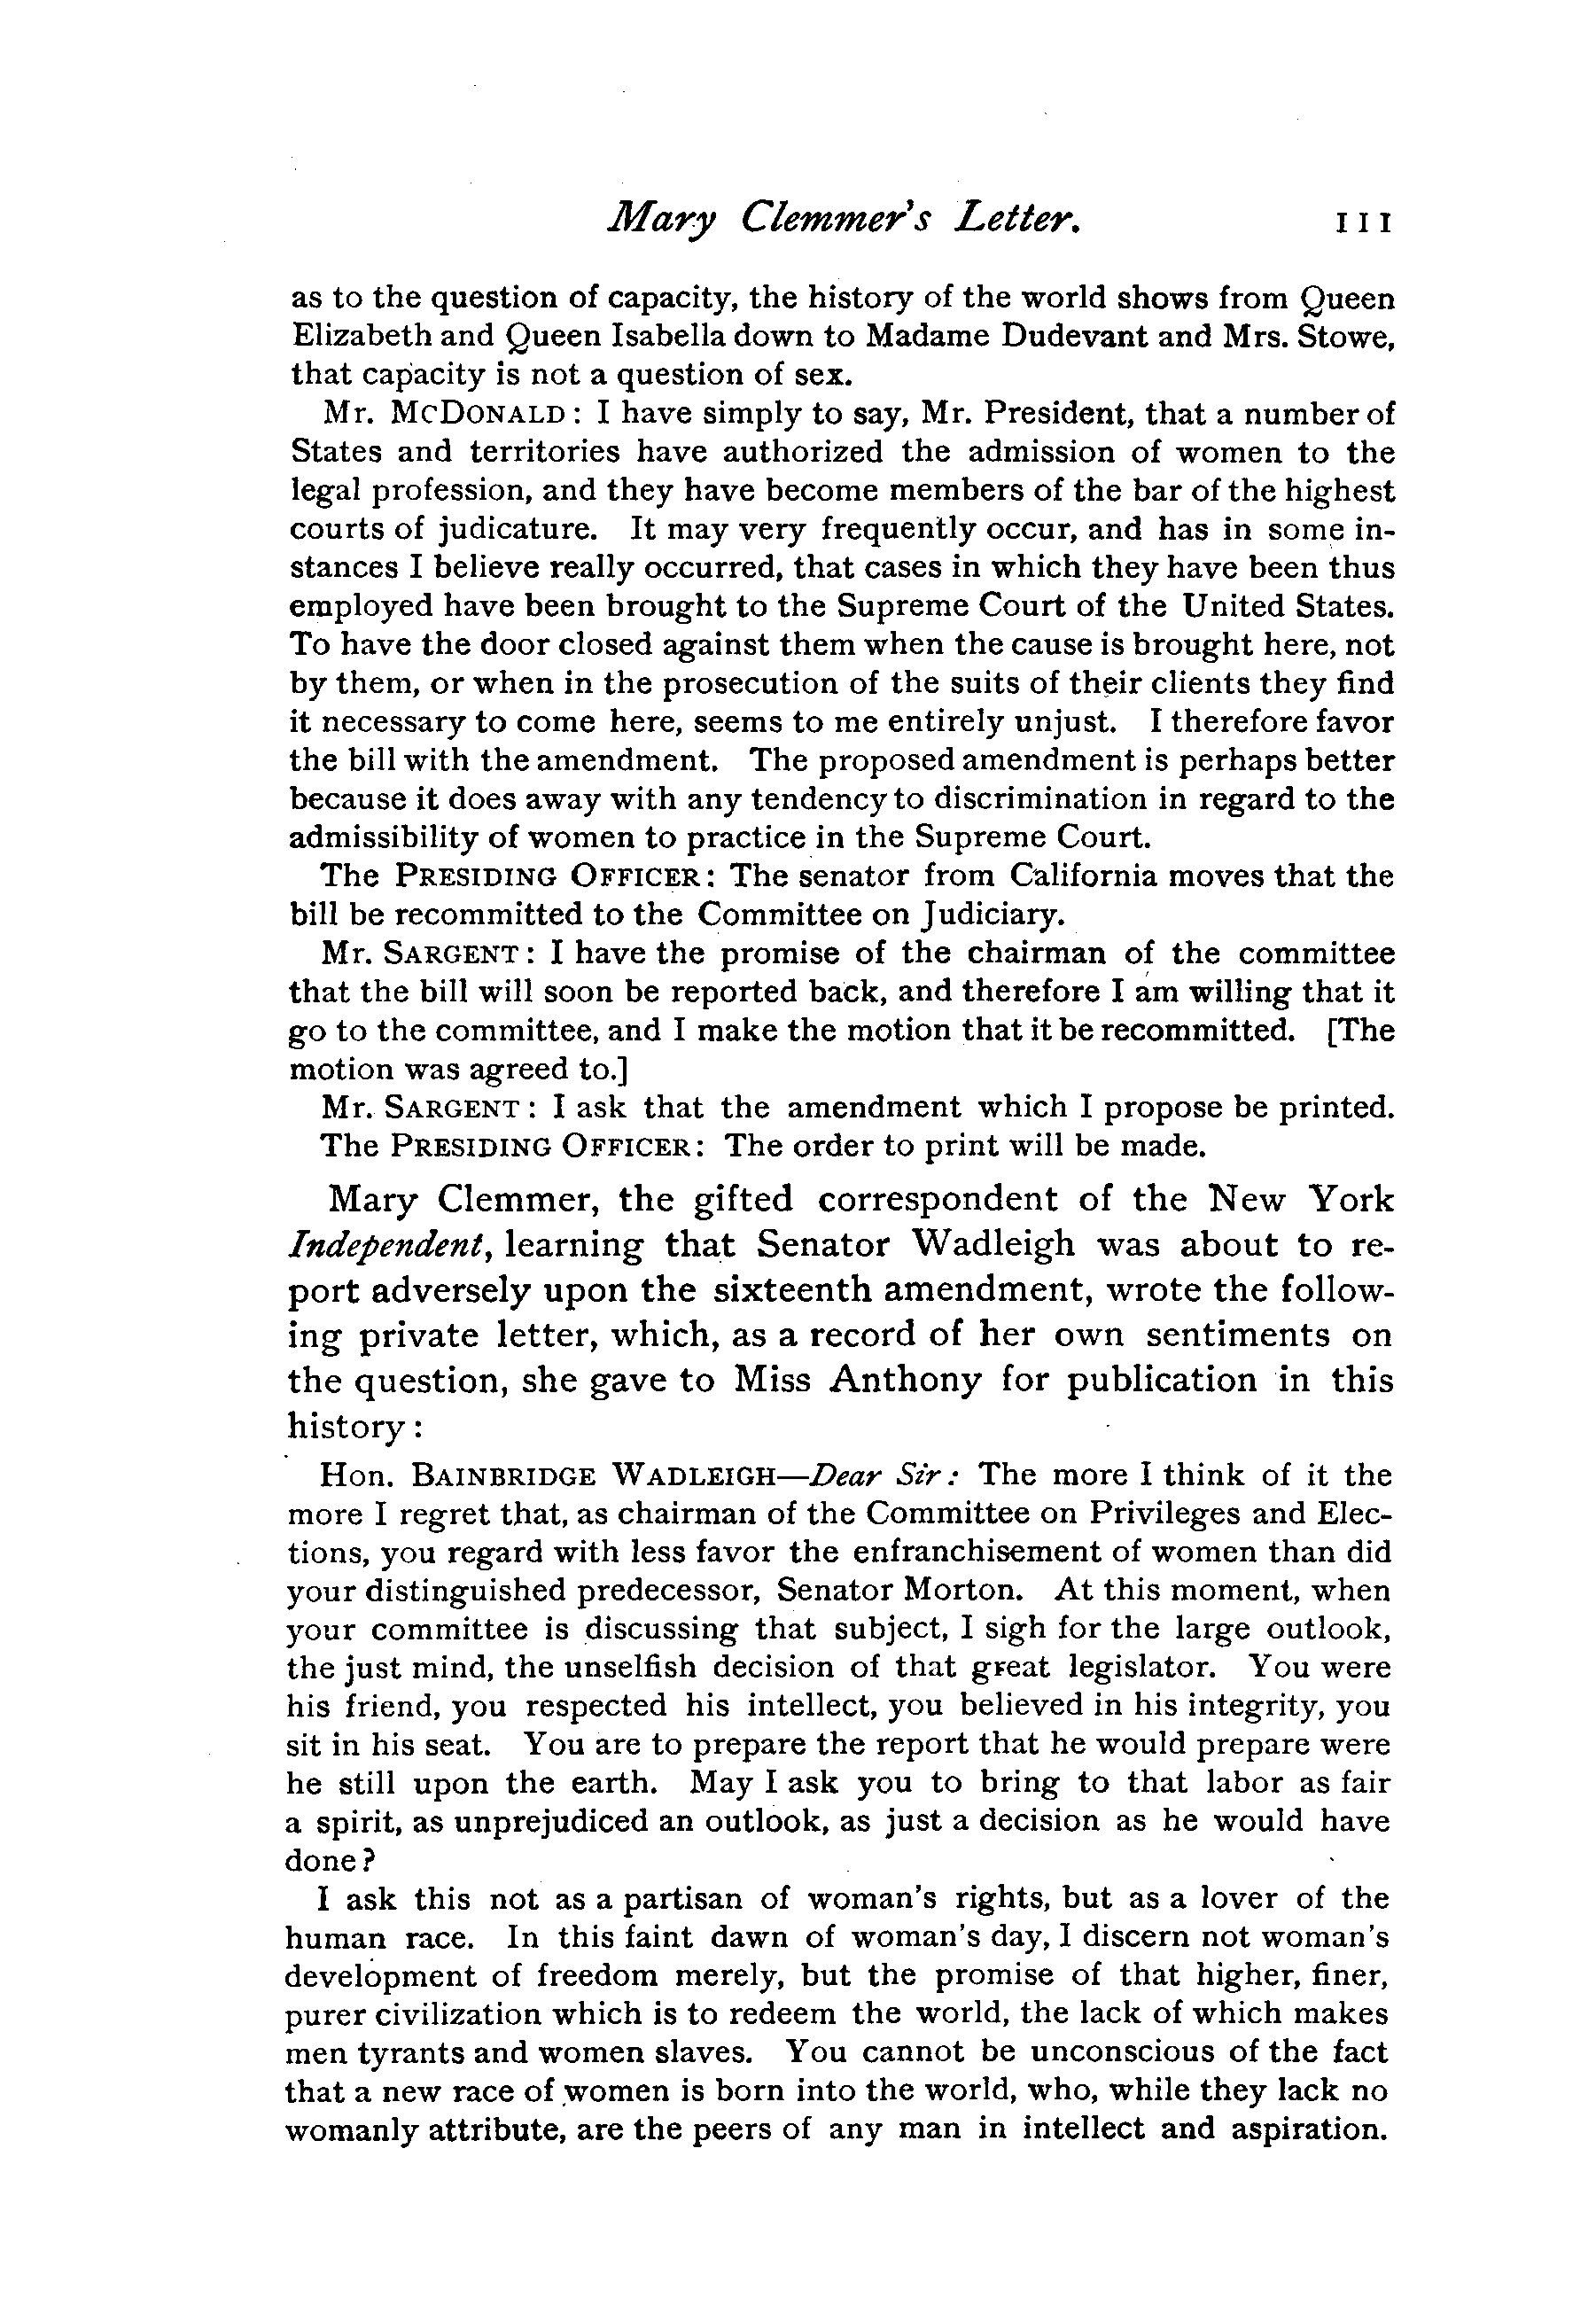 Mary Clemmer's Letter. 111
as to the question of capacity, the history of the world shows from Queen
Elizabeth and Queen Isabella down to Madame Dudevant and Mrs. Stowe,
that capacity is not a question of sex.
Mr. MCDONALD: I have simply to say, Mr. President, that a number of
States and territories have authorized the admission of women to the
legal profession, and they have become members of the bar of the highest
courts of judicature. It may very frequently occur, and has in some in-
stances I believe really occurred, that cases in which they have been thus
employed have been brought to the Supreme Court of the United States.
To have the door closed against them when the cause is brought here, not
by them, or when in the prosecution of the suits of their clients they find
it necessary to come here, seems to me entirely unjust. I therefore favor
the bill with the amendment. The proposed amendment is perhaps better
because it does away with any tendency to discrimination in regard to the
admissibility of women to practice in the Supreme Court.
The PRESIDING OFFICER: The senator from California moves that the
bill be recommitted to the Committee on Judiciary.
Mr. SARGENT: I have the promise of the chairman of the committee
that the bill will soon be reported back, and therefore I am willing that it
go to the committee, and I make the motion that it be recommitted. [The
motion was agreed to.]
Mr. SARGENT: I ask that the amendment which I propose be printed.
The PRESIDING OFFICER: The order to print will be made.
Mary Clemmer, the gifted correspondent of the New York
Independent, learning that Senator Wadleigh was about to re-
port adversely upon the sixteenth amendment, wrote the follow-
ing private letter, which, as a record of her own sentiments on
the question, she gave to Miss Anthony for publication in this
history:
Hon. BAINBRIDGE WADLEIGH—Dear Sir: The more I think of it the
more I regret that, as chairman of the Committee on Privileges and Elec-
tions, you regard with less favor the enfranchisement of women than did
your distinguished predecessor, Senator Morton. At this moment, when
your committee is discussing that subject, I sigh for the large outlook,
the just mind, the unselfish decision of that great legislator. You were
his friend, you respected his intellect, you believed in his integrity, you
sit in his seat. You are to prepare the report that he would prepare were
he still upon the earth. May I ask you to bring to that labor as fair
a spirit, as unprejudiced an outlook, as just a decision as he would have
done?
I ask this not as a partisan of woman's rights, but as a lover of the
human race. In this faint dawn of woman's day, I discern not woman's
development of freedom merely, but the promise of that higher, finer,
purer civilization which is to redeem the world, the lack of which makes
men tyrants and women slaves. You cannot be unconscious of the fact
that a new race of women is born into the world, who, while they lack no
womanly attribute, are the peers of any man in intellect and aspiration.